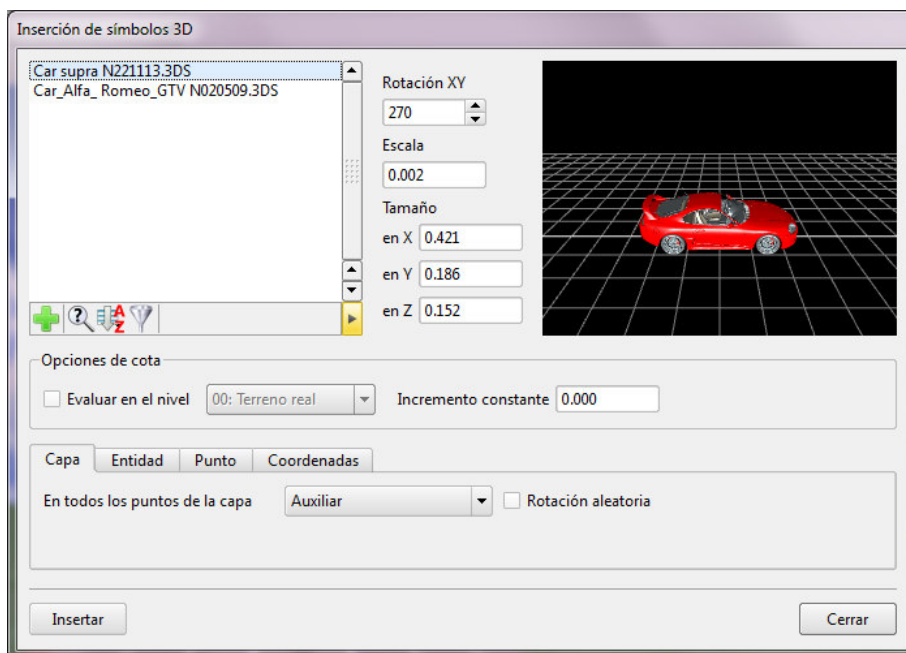 Inserción de símbolos 3D
Car supra N221113.3DS
Car_Alfa_ Romeo_GTV N020509.3DS
Rotación XY
270
Escala
0.002
Tamaño
en X 0.421
en Y 0.186
en Z 0.152
Opciones de cota
Evaluar en el nivel 00: Terreno real Incremento constante 0.000
Capa Entidad Punto Coordenadas
En todos los puntos de la capa Auxiliar Rotación aleatoria
Insertar Cerrar